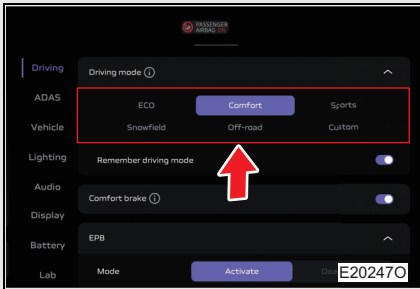 PASSENGER
AIRBAG ON
Driving
Driving mode
ADAS
ECO Comfort Sports
Vehicle
Snowfield Off-road Custom
Lighting
Remember driving mode
Audio
Comfort brake
Display
EPB
Battery
Lab
Mode Activate
E20247O